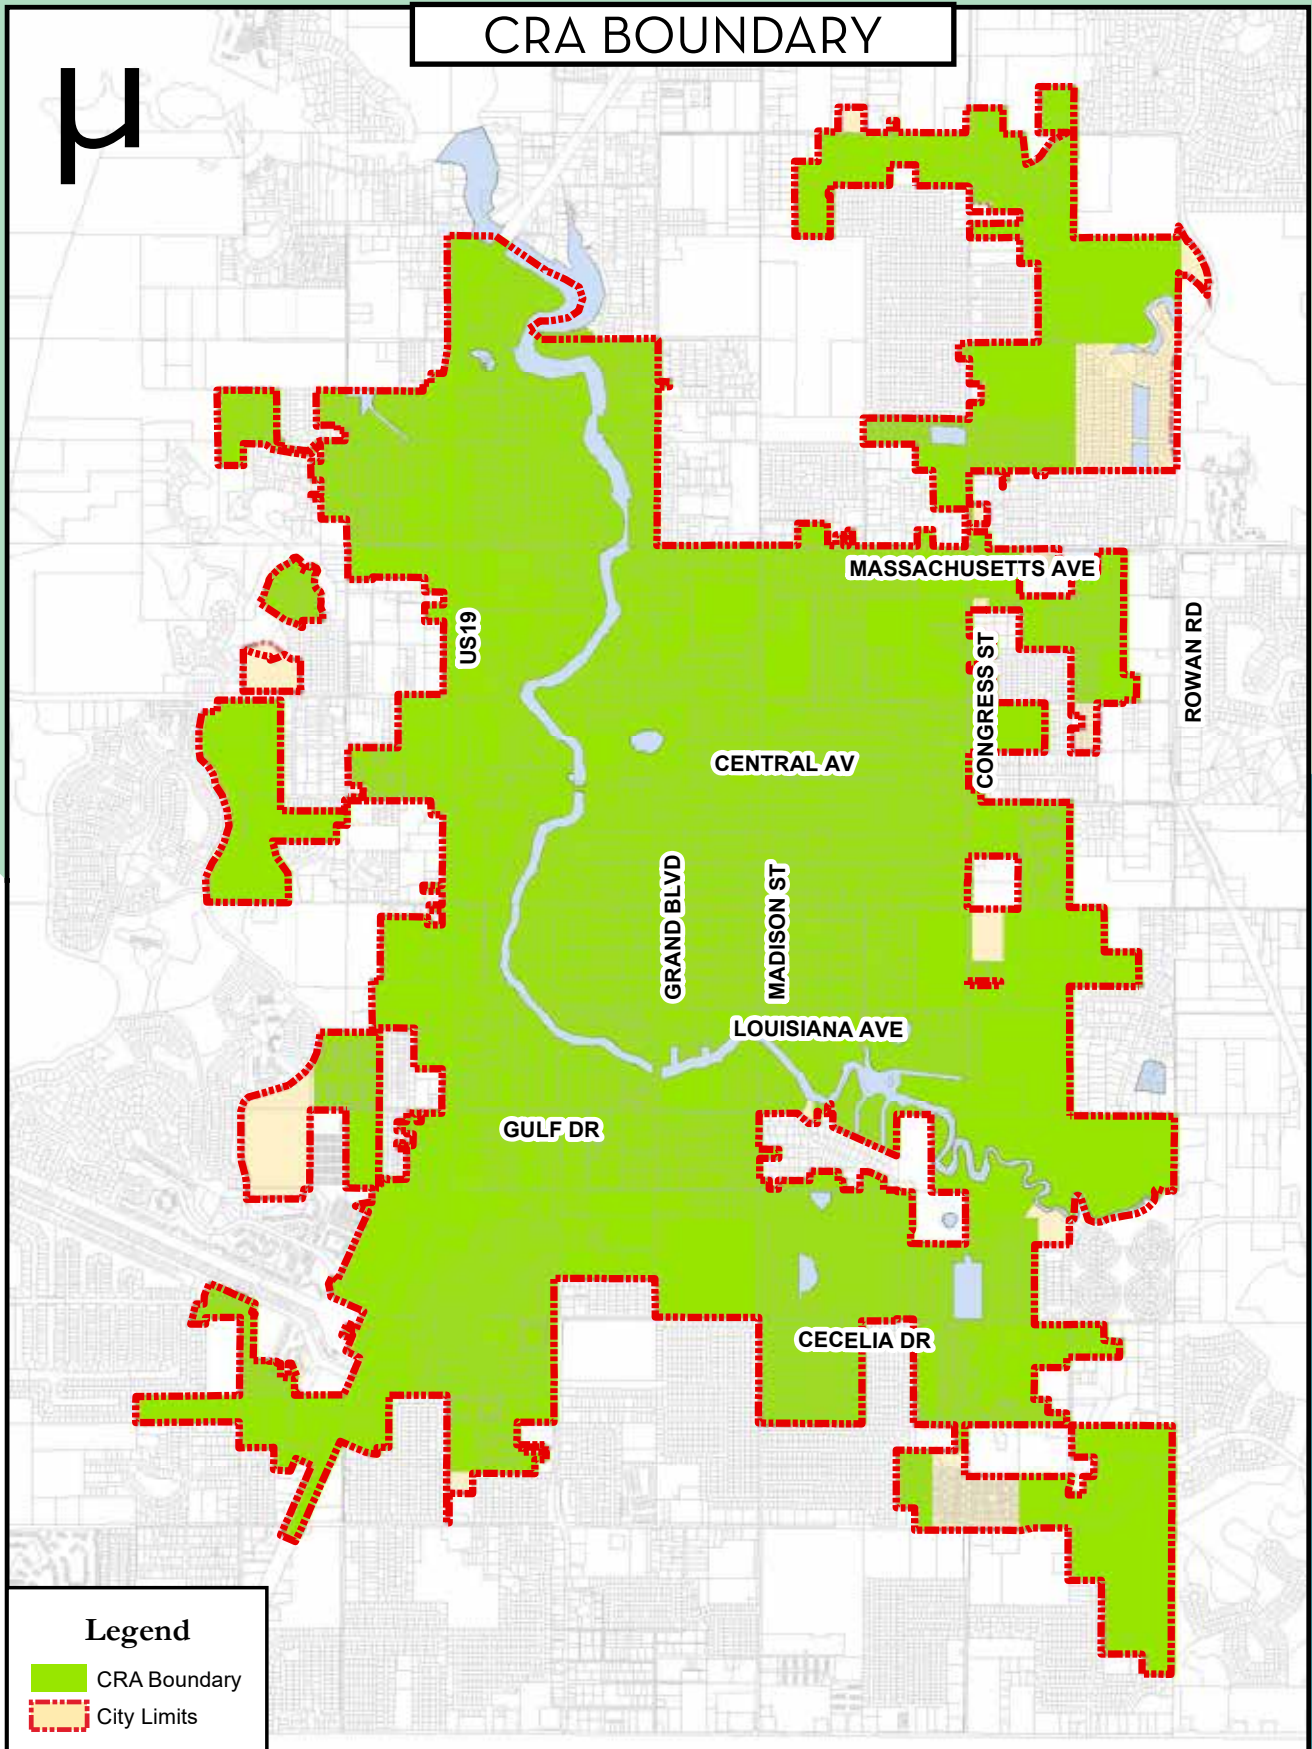 CRA BOUNDARY
µ
MASSACHUSETTS AVE
US19
ROWAN RD
CONGRESS ST
CENTRAL AV
GRAND BLVD
MADISON ST
LOUISIANA AVE
GULF DR
CECELIA DR
Legend
CRA Boundary
City Limits